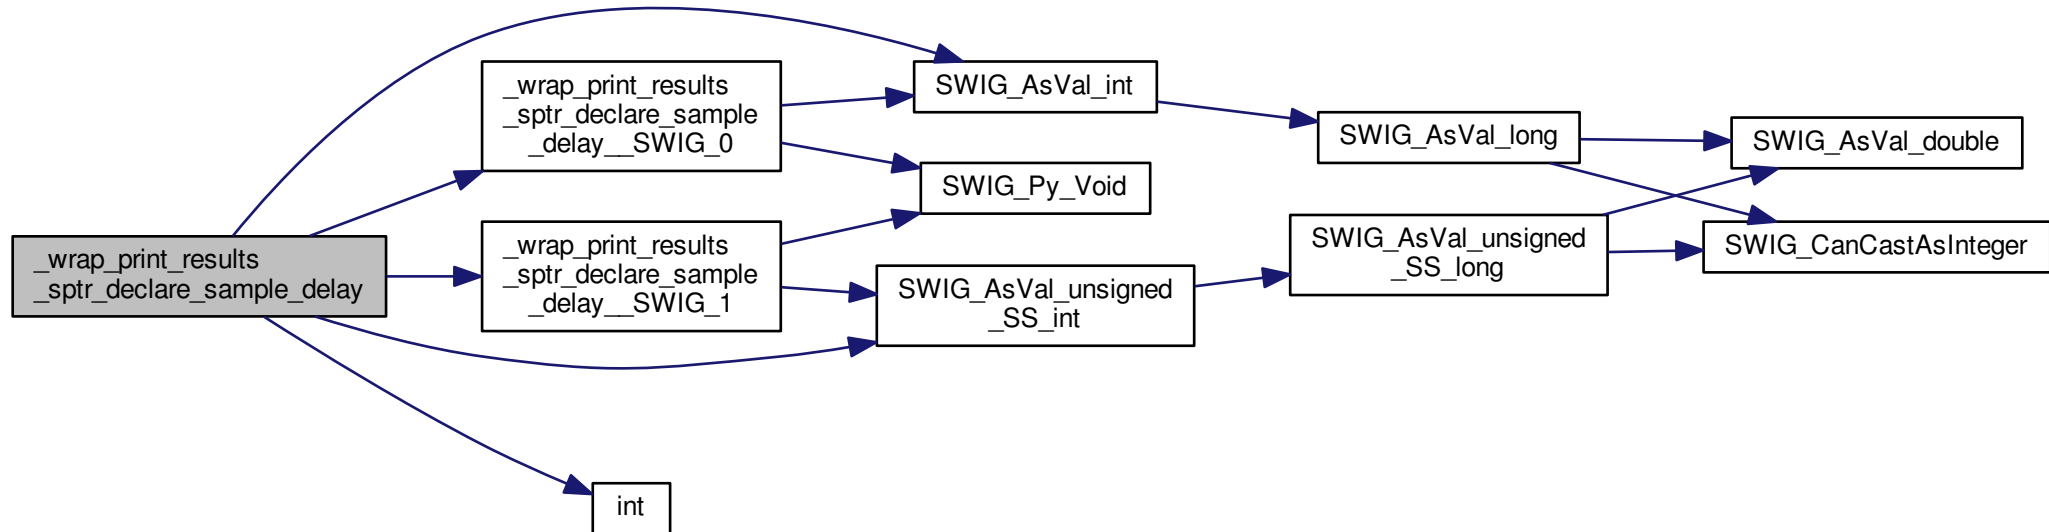 _wrap_print_results
_sptr_declare_sample_delay
_wrap_print_results
_sptr_declare_sample
_delay__SWIG_0
_wrap_print_results
_sptr_declare_sample
_delay__SWIG_1
int
SWIG_AsVal_int
SWIG_Py_Void
SWIG_AsVal_unsigned
_SS_int
SWIG_AsVal_long
SWIG_AsVal_unsigned
_SS_long
SWIG_AsVal_double
SWIG_CanCastAsInteger